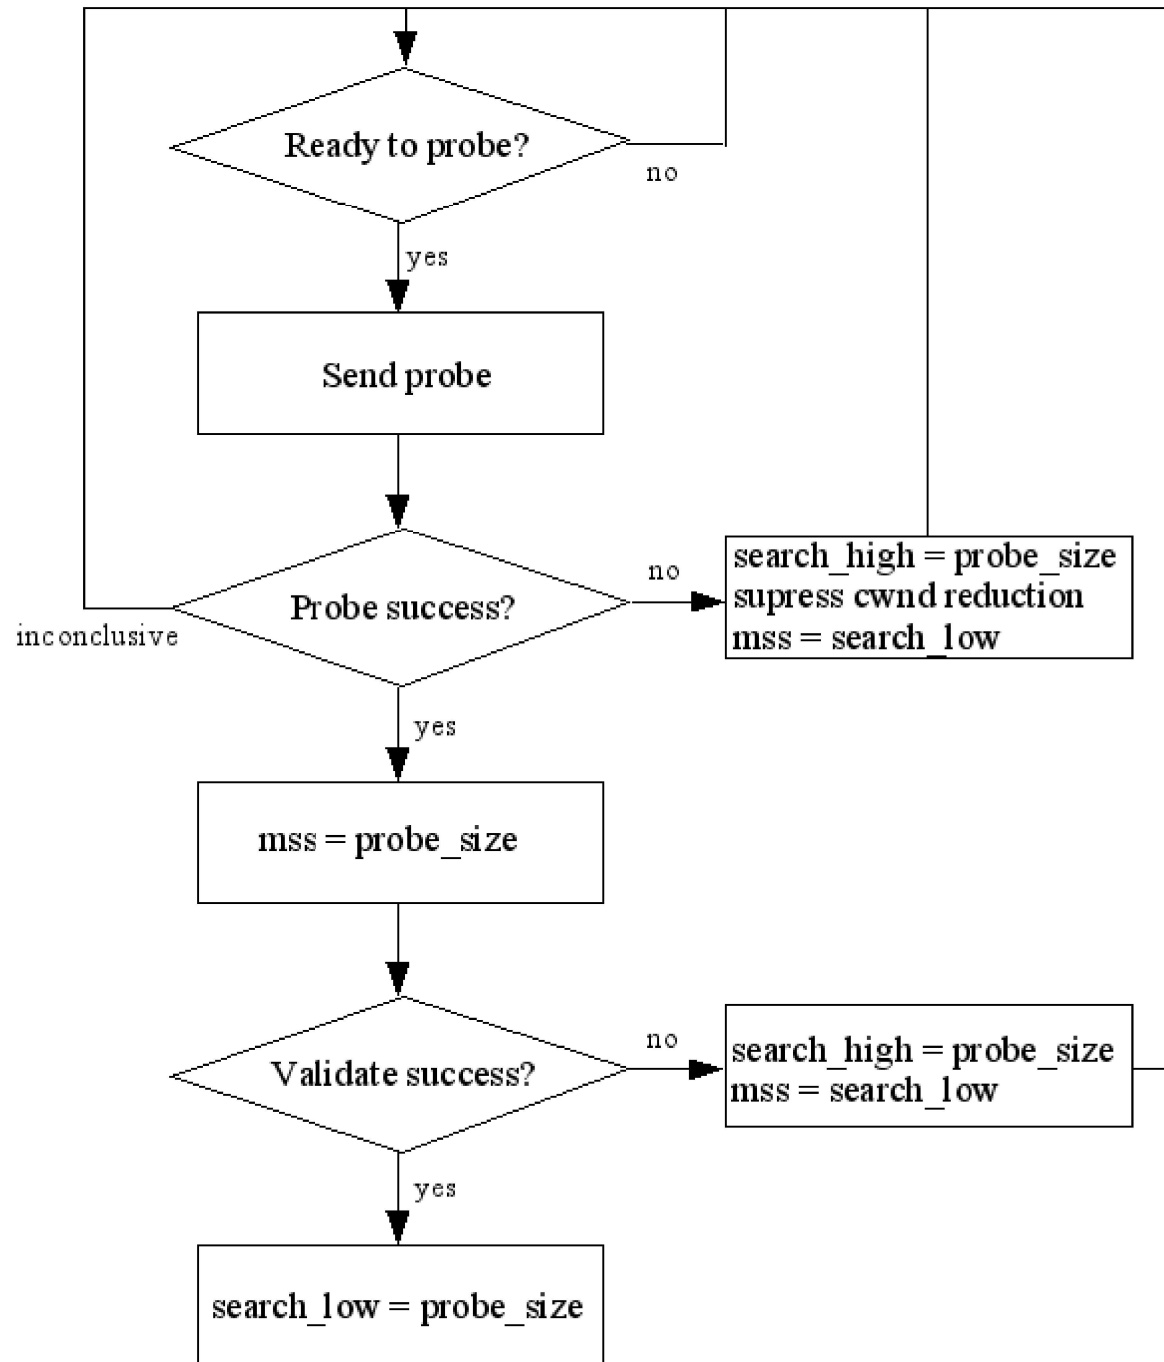 Ready to probe?
no
yes
Send probe
no
Probe success?
inconclusive
search_high = probe_size
supress cwnd reduction
mss = search_low
yes
mss = probe_size
no
Validate success?
search_high = probe_size
mss = search_low
yes
search_low = probe_size